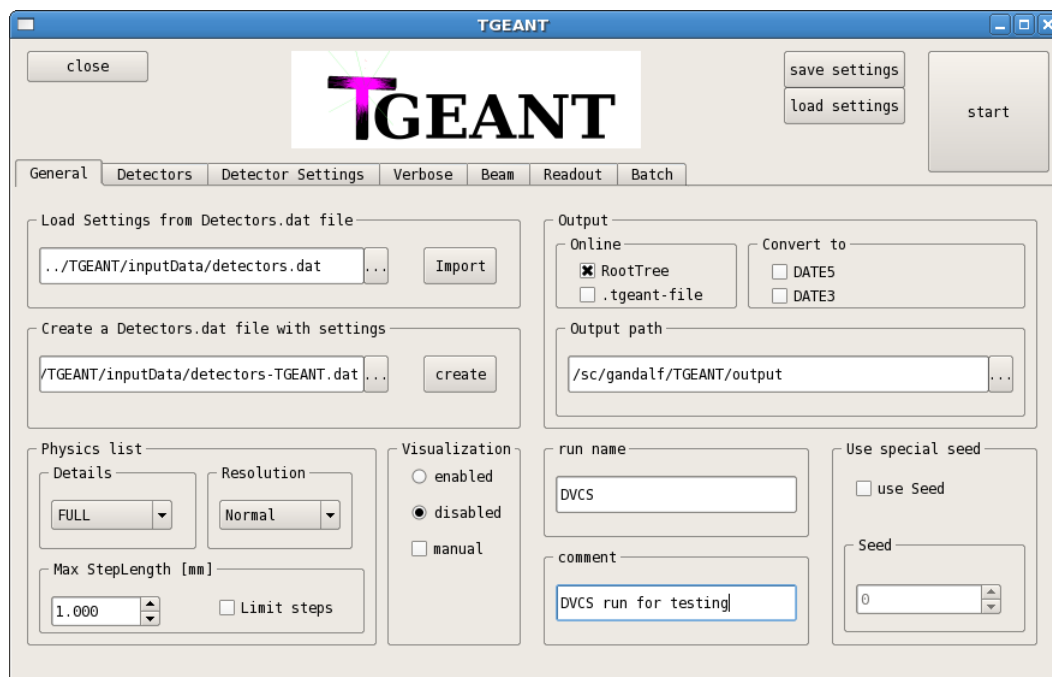 TGEANT
close
TGEANT
save settings
load settings
start
General
Detectors
Detector Settings
Verbose
Beam
Readout
Batch
Load Settings from Detectors.dat file
../TGEANT/inputData/detectors.dat
...
Import
Create a Detectors.dat file with settings
/TGEANT/inputData/detectors-TGEANT.dat
...
create
Output
Online
RootTree
.tgeant-file
Convert to
DATE5
DATE3
Output path
/sc/gandalf/TGEANT/output
...
Physics list
Details
FULL
Resolution
Normal
Max StepLength [mm]
1.000
Limit steps
Visualization
enabled
disabled
manual
run name
DVCS
comment
DVCS run for testing
Use special seed
use Seed
Seed
0